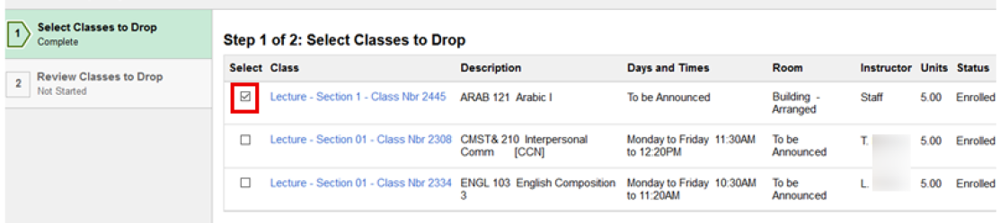 1 Select Classes to Drop
Complete
2 Review Classes to Drop
Not Started
Step 1 of 2: Select Classes to Drop
Select Class Description Days and Times Room Instructor Units Status
Lecture - Section 1 - Class Nbr 2445 ARAB 121 Arabic I To be Announced Building - Staff 5.00 Enrolled
Arranged
Lecture - Section 01 - Class Nbr 2308 CMST& 210 Interpersonal Monday to Friday 11:30AM To be T. 5.00 Enrolled
Comm [CCN] to 12:20PM Announced
Lecture - Section 01 - Class Nbr 2334 ENGL 103 English Composition Monday to Friday 10:30AM To be L. 5.00 Enrolled
3 to 11:20AM Announced